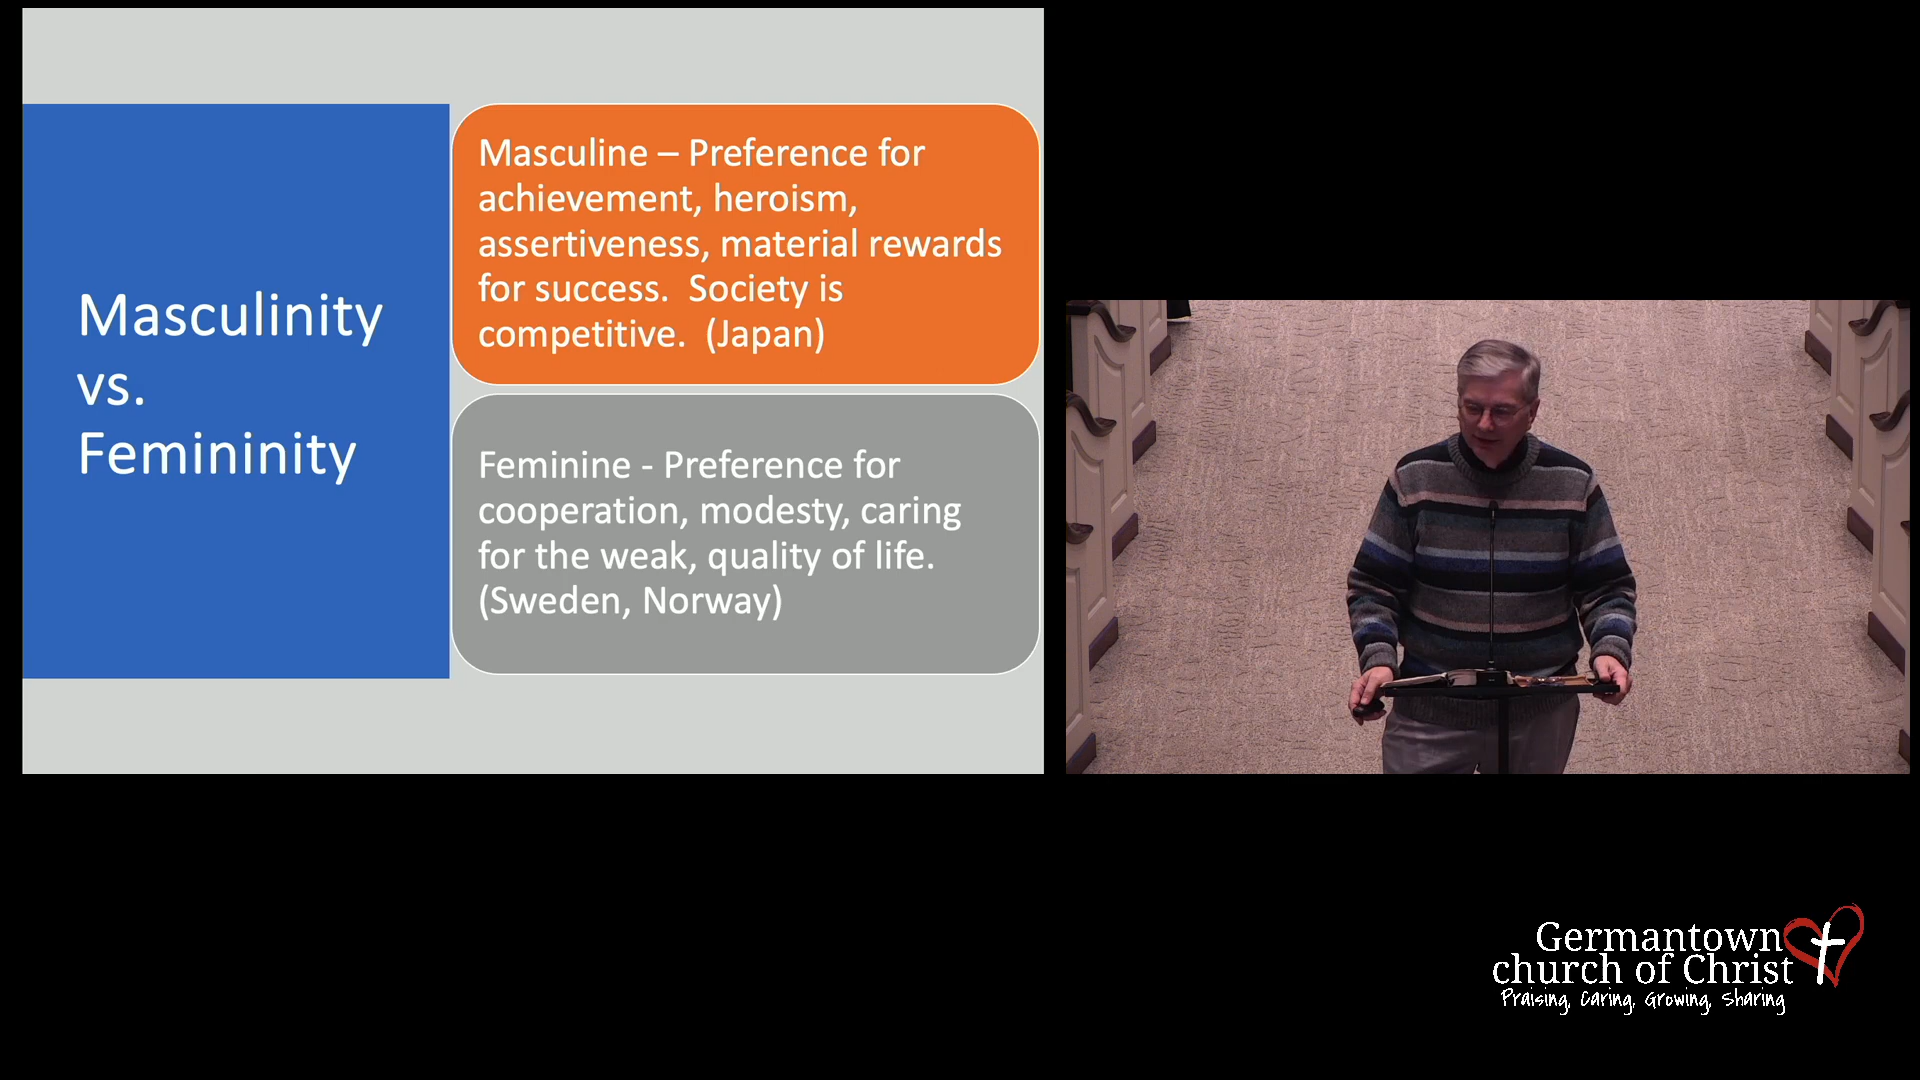 Masculinity
vs.
Femininity
Masculine – Preference for
achievement, heroism,
assertiveness, material rewards
for success.  Society is
competitive.  (Japan)
Feminine - Preference for
cooperation, modesty, caring
for the weak, quality of life.
(Sweden, Norway)
Germantown
church of Christ
Praising, Caring, Growing, Sharing